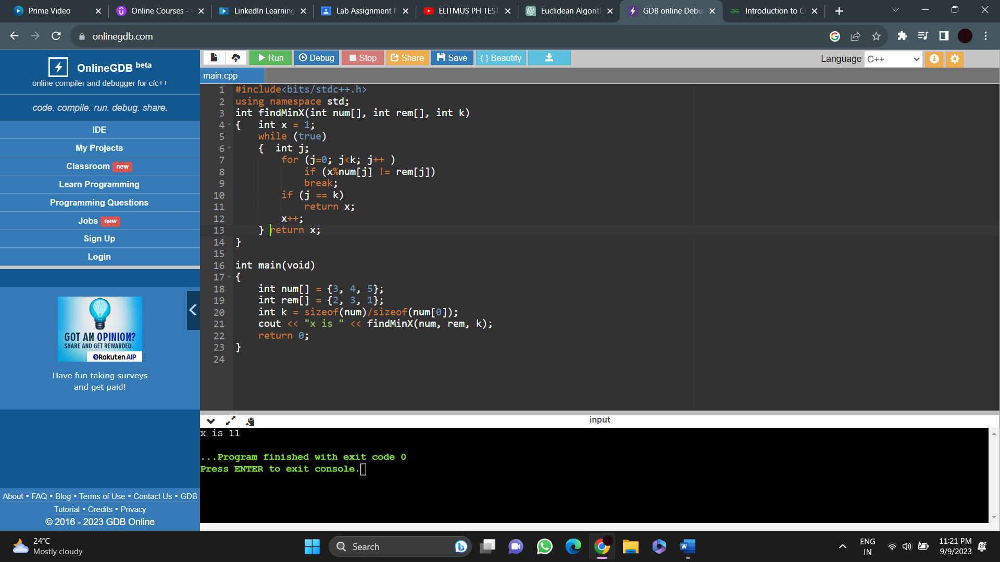 Prime Video
Online Courses -
LinkedIn Learning
Lab Assignment
ELITMUS PH TEST
Euclidean Algorit
GDB online Debu
Introduction to C
onlinegdb.com
OnlineGDB beta
online compiler and debugger for c/c++
code. compile. run. debug. share.
IDE
My Projects
Classroom new
Learn Programming
Programming Questions
Jobs new
Sign Up
Login
idea
GOT AN OPINION?
SHARE AND GET REWARDED.
Rakuten AIP
Have fun taking surveys
and get paid!
About • FAQ • Blog • Terms of Use • Contact Us • GDB
Tutorial • Credits • Privacy
© 2016 - 2023 GDB Online
Run Debug Stop Share Save { } Beautify
Language C++
main.cpp
1 #include<bits/stdc++.h>
2 using namespace std;
3 int findMinX(int num[], int rem[], int k)
4 { int x = 1;
5 while (true)
6 { int j;
7 for (j=0; j<k; j++ )
8 if (x%num[j] != rem[j])
9 break;
10 if (j == k)
11 return x;
12 x++;
13 } return x;
14 }
15
16 int main(void)
17 {
18 int num[] = {3, 4, 5};
19 int rem[] = {2, 3, 1};
20 int k = sizeof(num)/sizeof(num[0]);
21 cout << "x is " << findMinX(num, rem, k);
22 return 0;
23 }
24
input
x is 11
...Program finished with exit code 0
Press ENTER to exit console.
24°C
Mostly cloudy
Search
ENG
IN
11:21 PM
9/9/2023